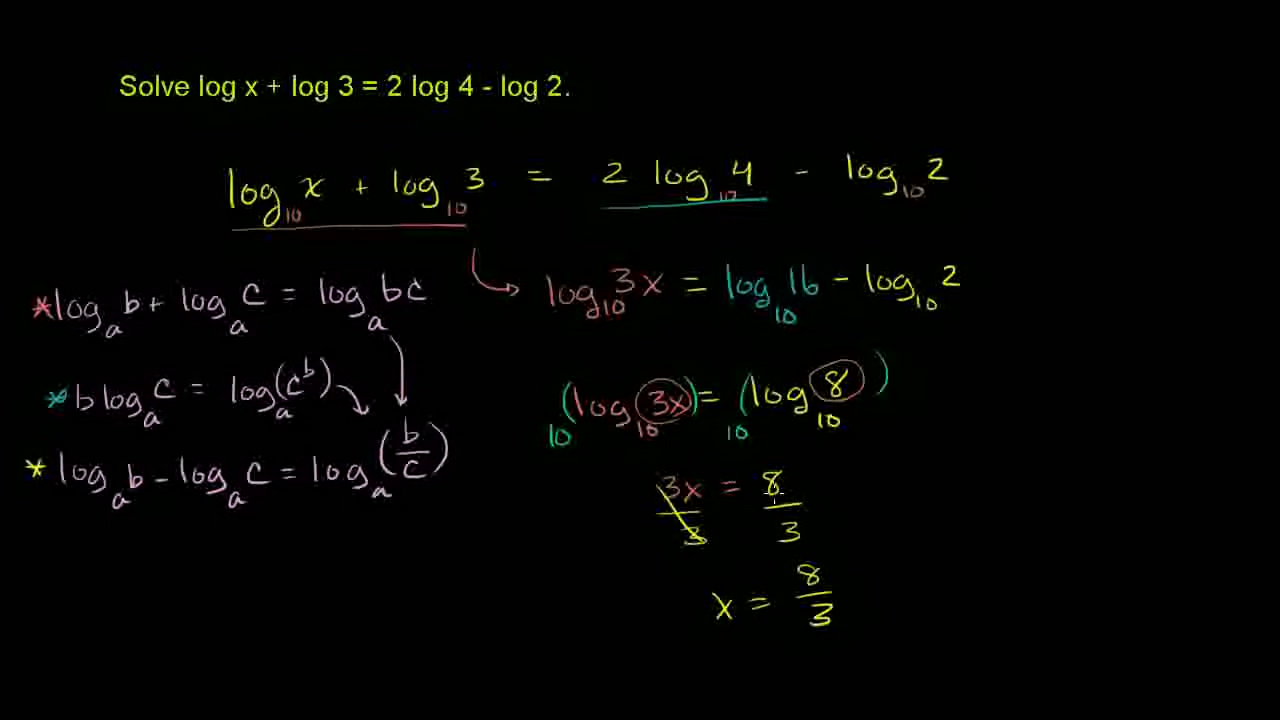 Solve log x + log 3 = 2 log 4 - log 2.
log₁₀ x + log₁₀ 3 = 2 log₁₀ 4 - log₁₀ 2
log₁₀ 3x = log₁₀ 16 - log₁₀ 2
*logₐ b + logₐ c = logₐ bc
10^(log₁₀ 3x) = 10^(log₁₀ 8)
*b logₐ c = logₐ(c^b)
*logₐ b - logₐ c = logₐ(b/c)
3x/3 = 8/3
x = 8/3